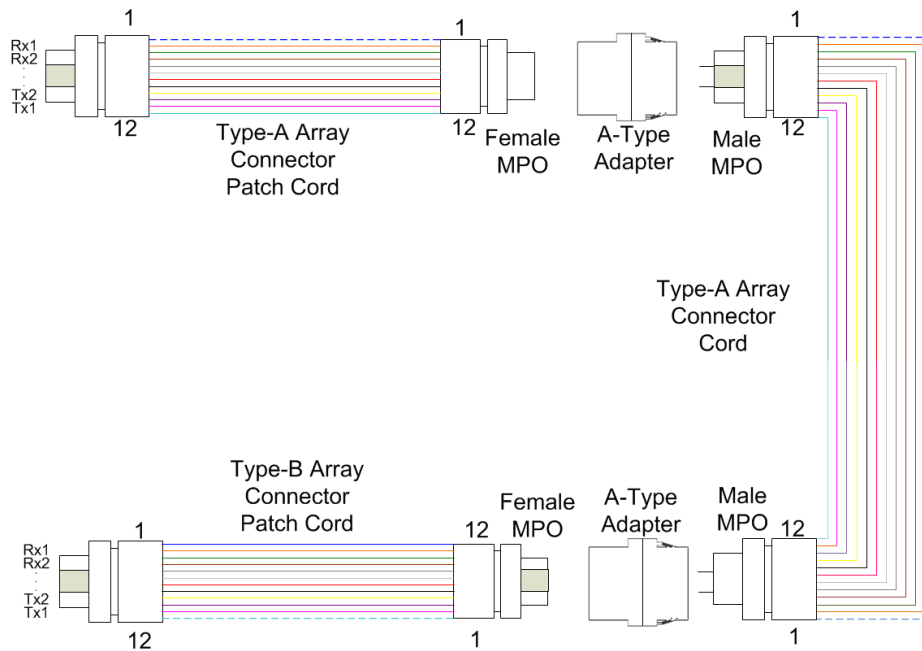 1
1
1
Rx1
Rx2
:
Tx2
Tx1
12
12
12
Type-A Array
Connector
Patch Cord
Female
MPO
A-Type
Adapter
Male
MPO
Type-A Array
Connector
Cord
Type-B Array
Connector
Patch Cord
Female
MPO
A-Type
Adapter
Male
MPO
1
12
12
Rx1
Rx2
:
Tx2
Tx1
12
1
1